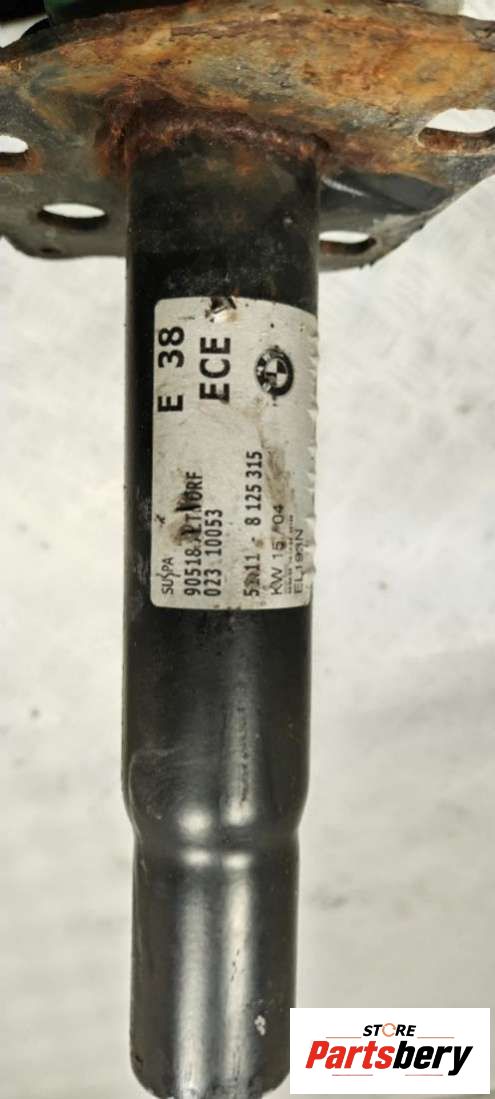 E 38
ECE
SUSPA
90518
023 10053
8 125 315
KW 15 / 04
STORE
Partsbery